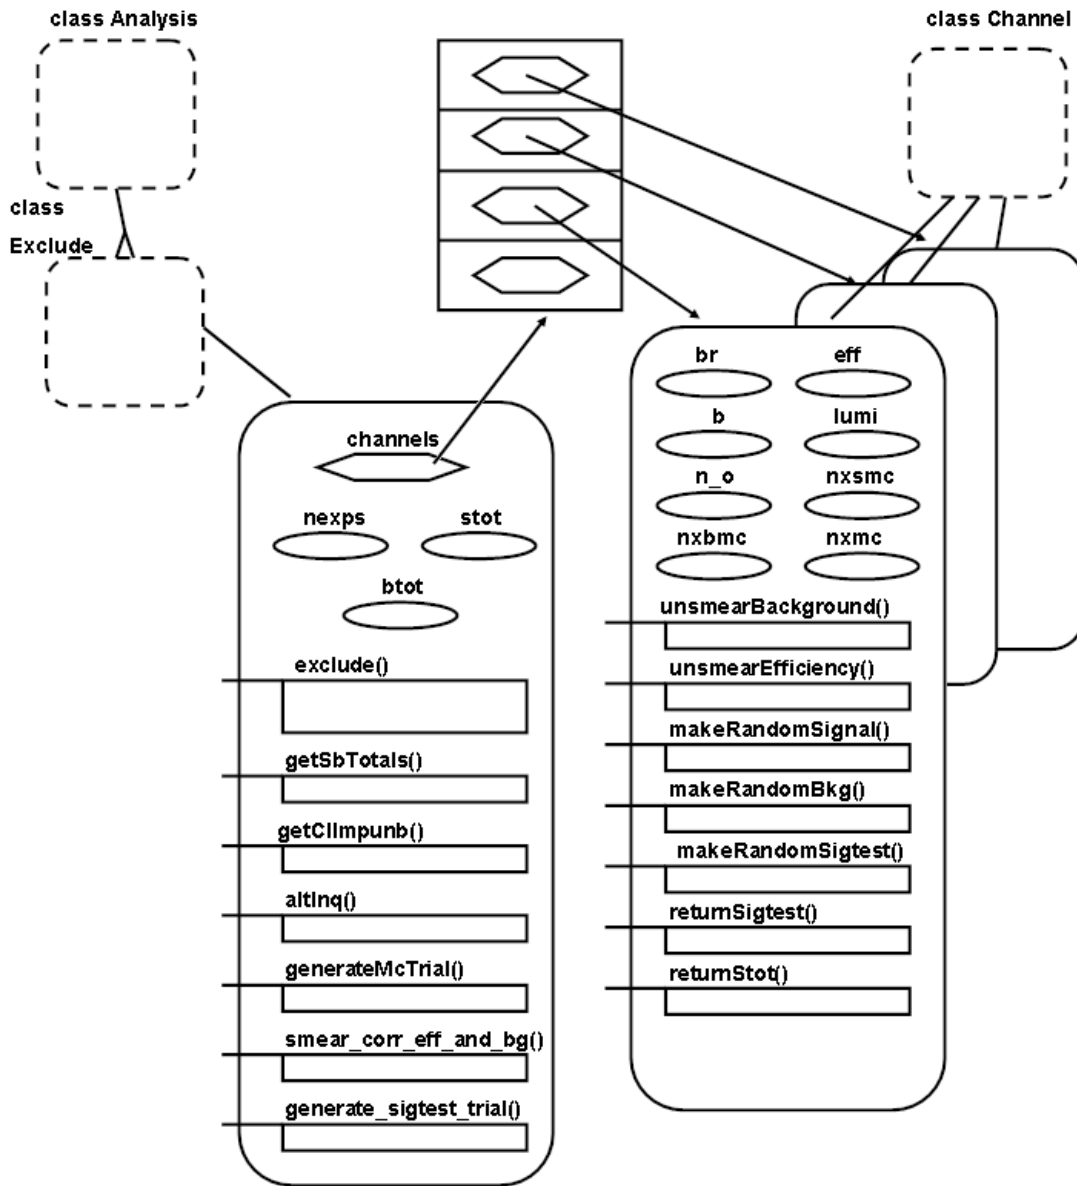 class Analysis
class Channel
class
Exclude
channels
nexps
stot
btot
exclude()
getSbTotals()
getClImpunb()
altInq()
generateMcTrial()
smear_corr_eff_and_bg()
generate_sigtest_trial()
br
eff
b
lumi
n_o
nxsmc
nxbmc
nxmc
unsmearBackground()
unsmearEfficiency()
makeRandomSignal()
makeRandomBkg()
makeRandomSigtest()
returnSigtest()
returnStot()